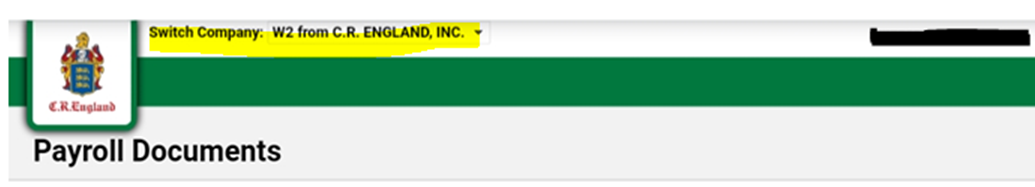 Switch Company: W2 from C.R. ENGLAND, INC.
C.R.England
Payroll Documents